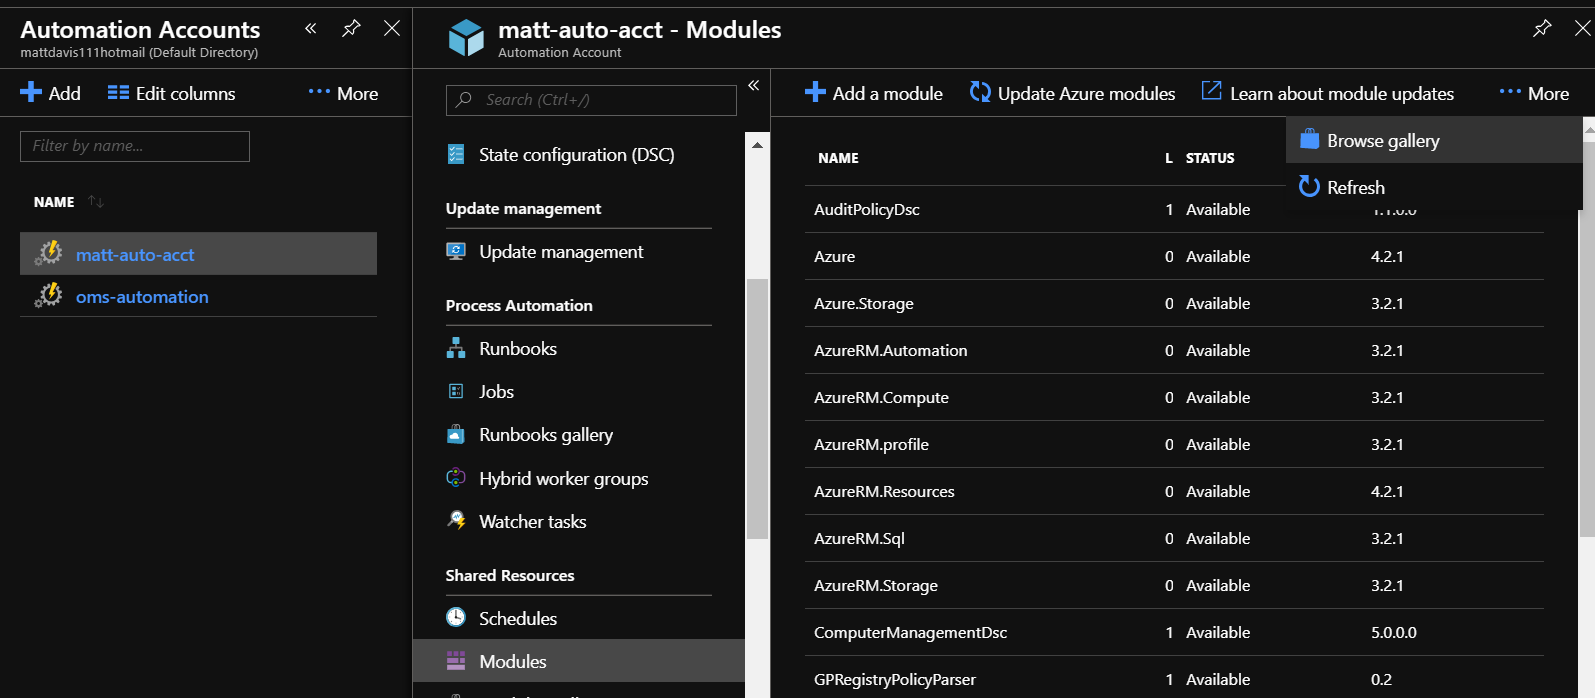 Automation Accounts
mattdavis111hotmail (Default Directory)
Add
Edit columns
More
Filter by name...
NAME
matt-auto-acct
oms-automation
matt-auto-acct - Modules
Automation Account
Search (Ctrl+/)
State configuration (DSC)
Update management
Update management
Process Automation
Runbooks
Jobs
Runbooks gallery
Hybrid worker groups
Watcher tasks
Shared Resources
Schedules
Modules
Add a module
Update Azure modules
Learn about module updates
More
Browse gallery
Refresh
NAME L STATUS
AuditPolicyDsc 1 Available 1.1.0.0
Azure 0 Available 4.2.1
Azure.Storage 0 Available 3.2.1
AzureRM.Automation 0 Available 3.2.1
AzureRM.Compute 0 Available 3.2.1
AzureRM.profile 0 Available 3.2.1
AzureRM.Resources 0 Available 4.2.1
AzureRM.Sql 0 Available 3.2.1
AzureRM.Storage 0 Available 3.2.1
ComputerManagementDsc 1 Available 5.0.0.0
GPRegistryPolicyParser 1 Available 0.2